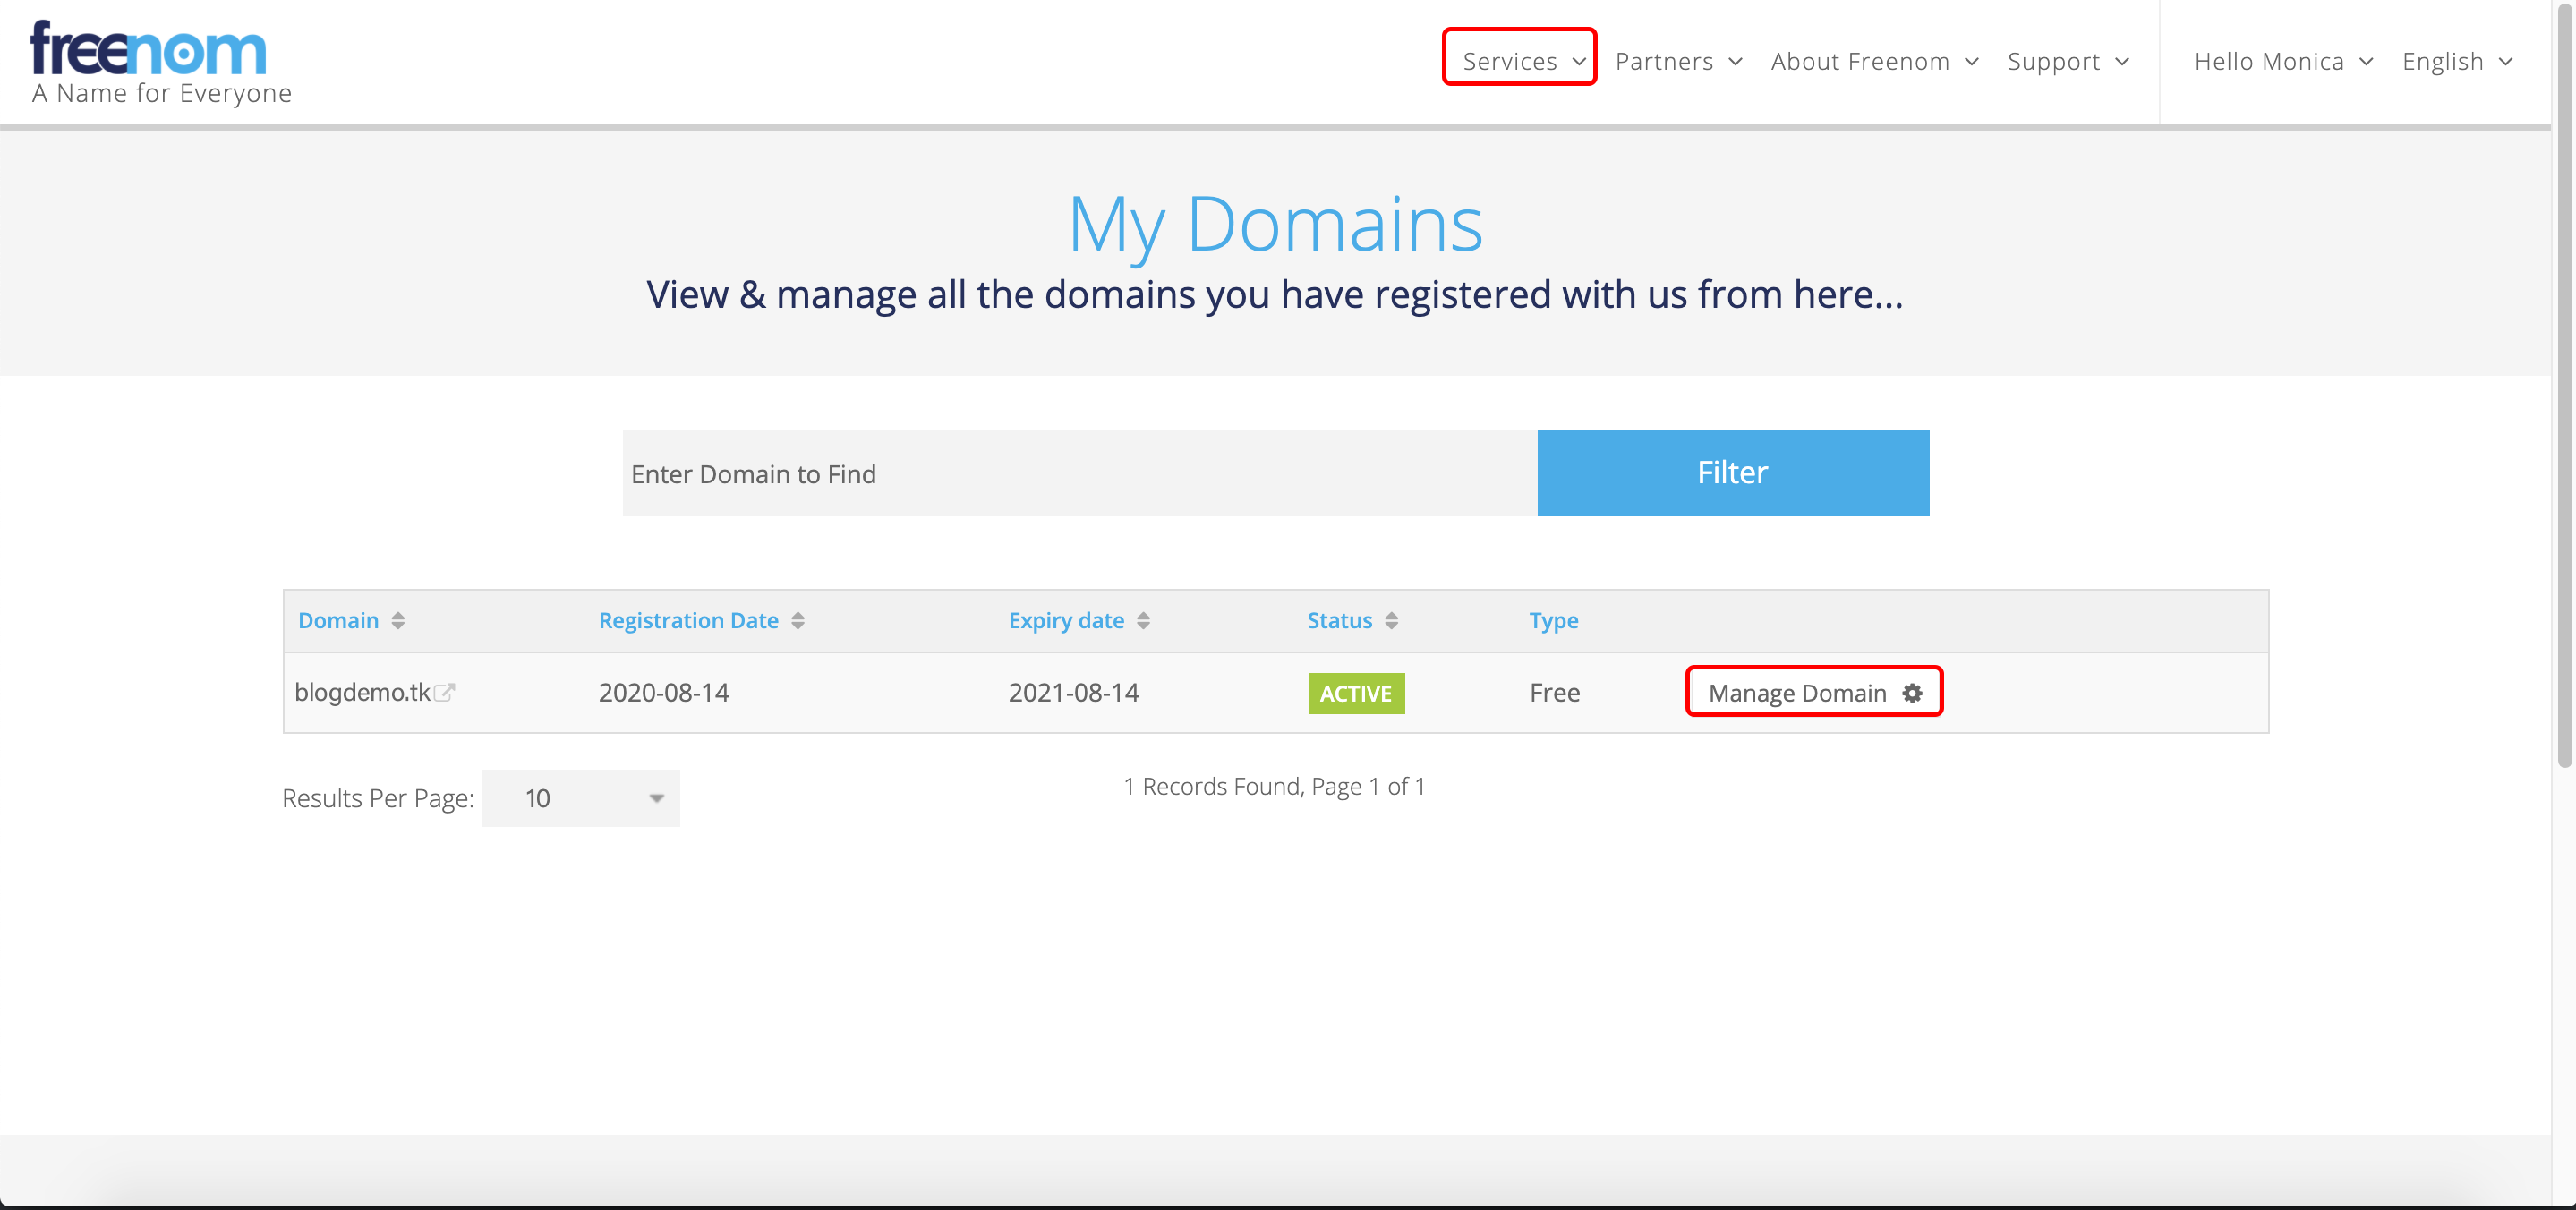 freenom
A Name for Everyone
Services Partners About Freenom Support Hello Monica English
My Domains
View & manage all the domains you have registered with us from here...
Enter Domain to Find Filter
Domain Registration Date Expiry date Status Type
blogdemo.tk 2020-08-14 2021-08-14 ACTIVE Free Manage Domain
Results Per Page: 10
1 Records Found, Page 1 of 1